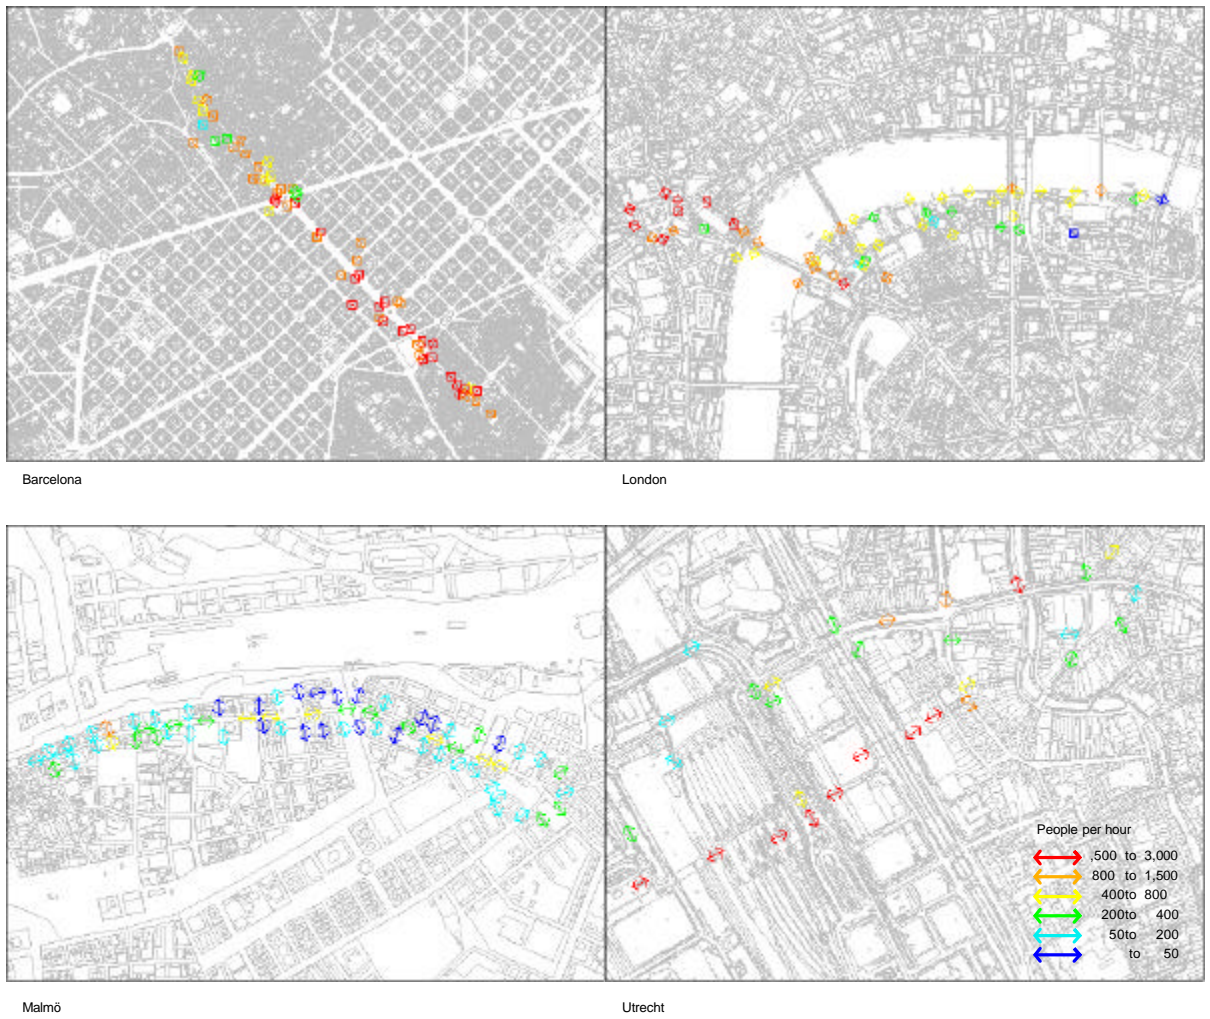 Barcelona
London
People per hour
,500 to 3,000
800 to 1,500
400to 800
200to 400
50to 200
to 50
Malmö
Utrecht